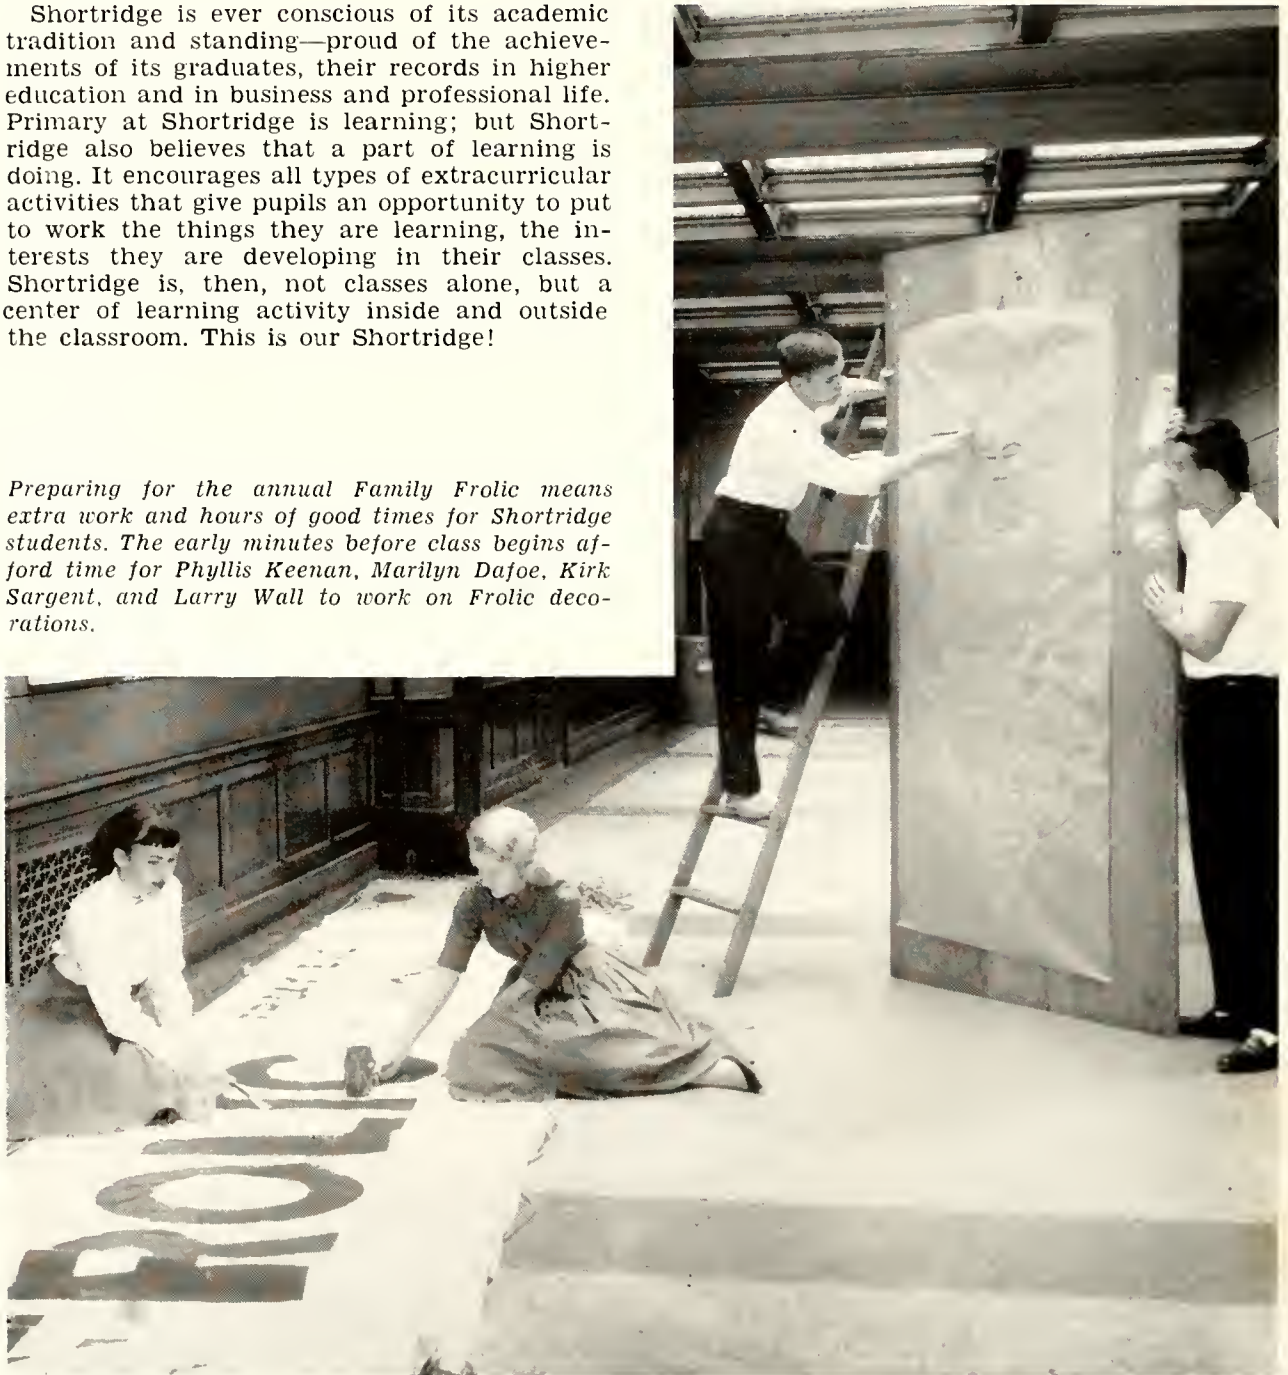 Shortridge is ever conscious of its academic
tradition and standing—proud of the achieve-
ments of its graduates, their records in higher
education and in business and professional life.
Primary at Shortridge is learning; but Short-
ridge also believes that a part of learning is
doing. It encourages all types of extracurricular
activities that give pupils an opportunity to put
to work the things they are learning, the in-
terests they are developing in their classes.
Shortridge is, then, not classes alone, but a
center of learning activity inside and outside
the classroom. This is our Shortridge!
Preparing for the annual Family Frolic means
extra work and hours of good times for Shortridge
students. The early minutes before class begins af-
ford time for Phyllis Keenan, Marilyn Dafoe, Kirk
Sargent, and Larry Wall to work on Frolic deco-
rations.
ROLIC